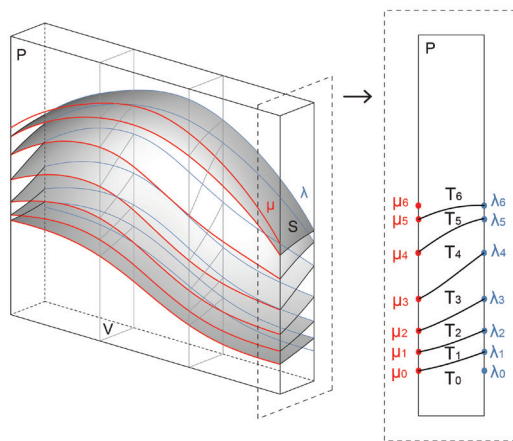 P
μ
λ
S
V
P
μ6 T6 λ6
μ5 T5 λ5
μ4 T4 λ4
μ3 T3 λ3
μ2 T2 λ2
μ1 T1 λ1
μ0 T0 λ0